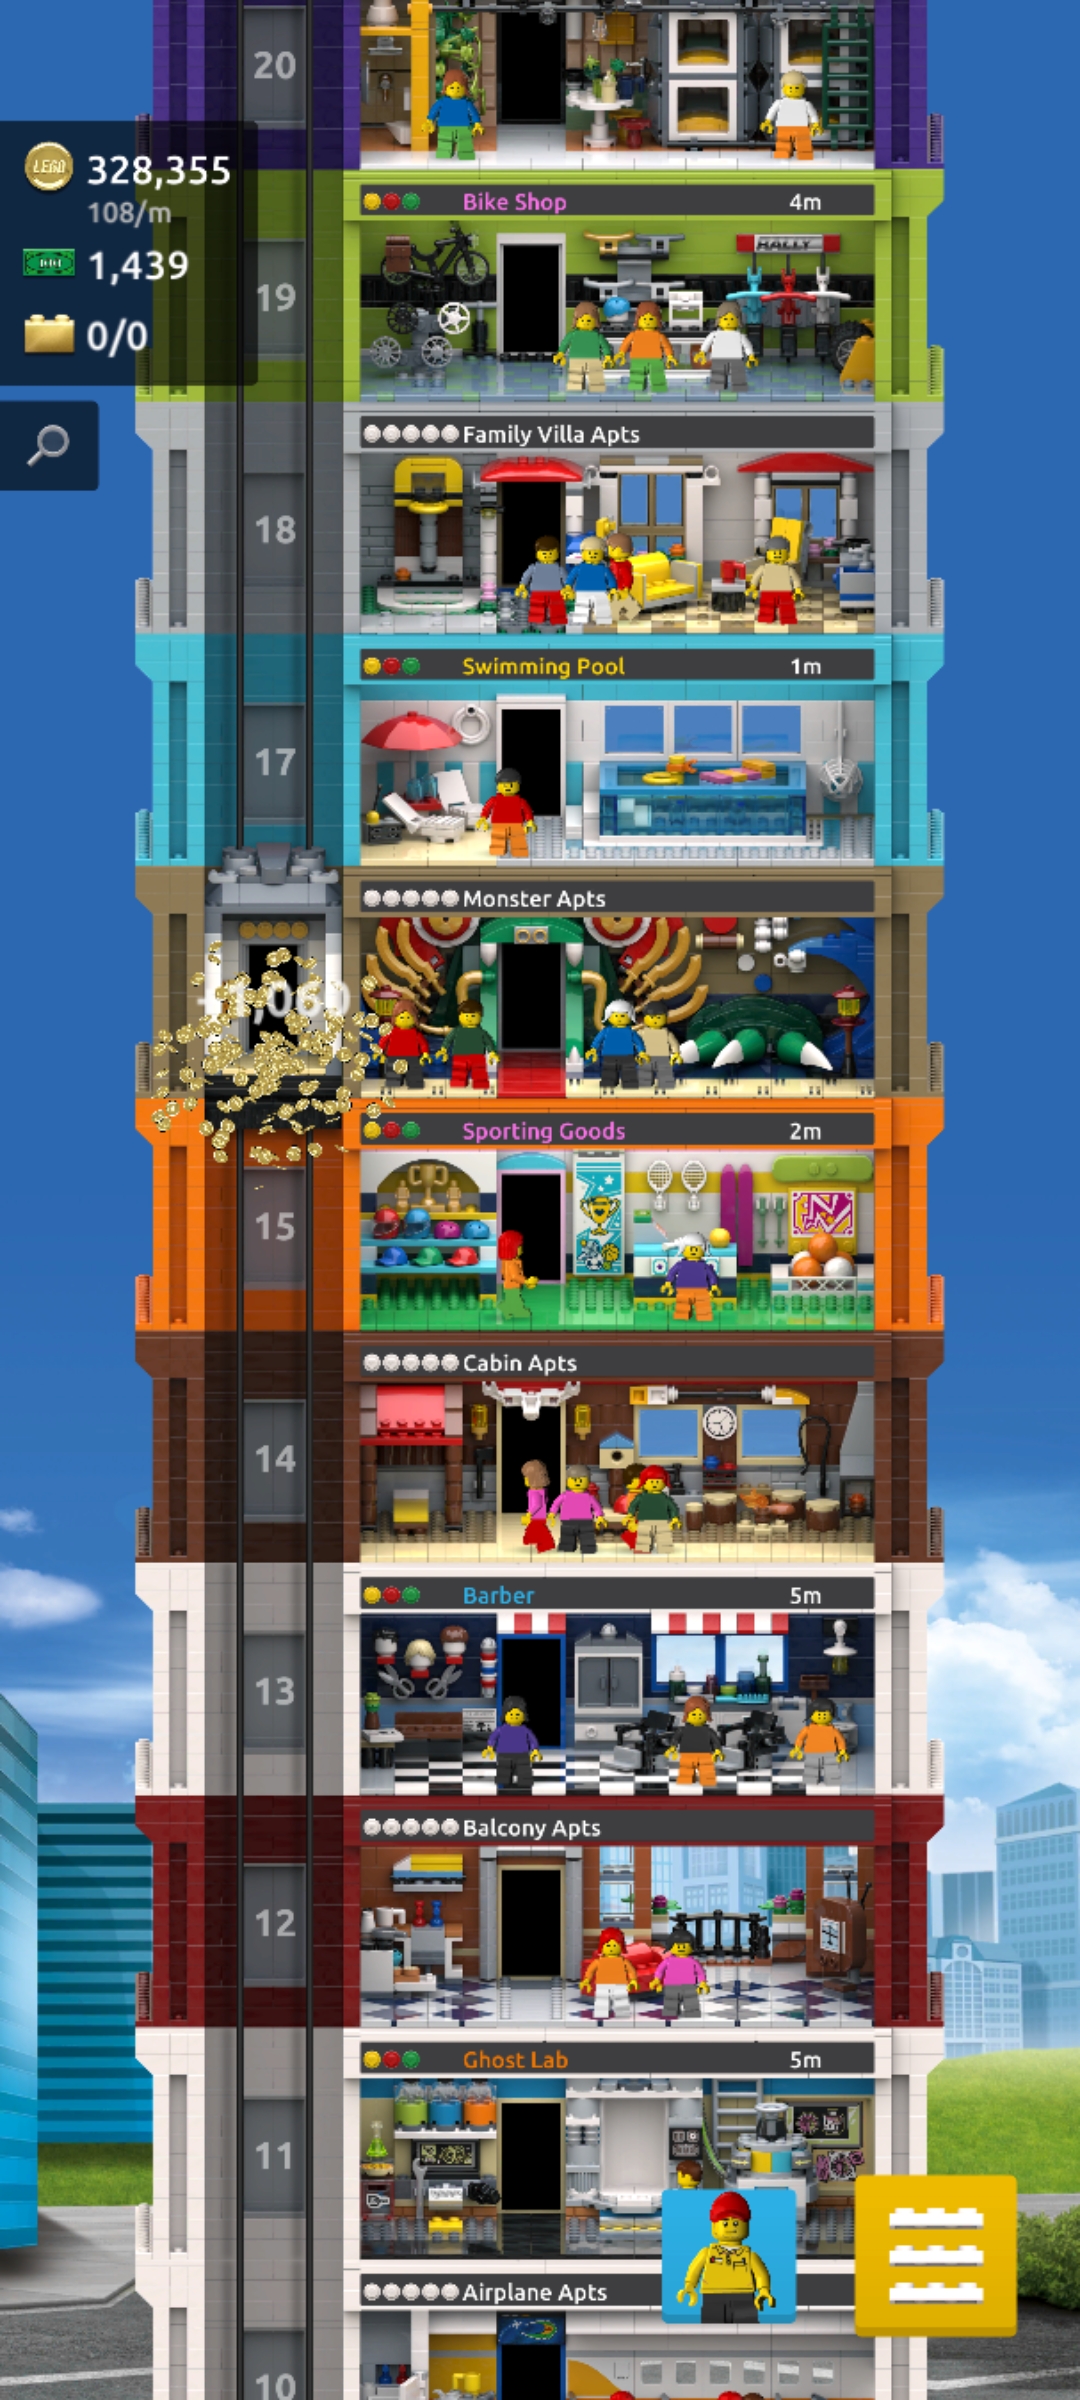 20
LEGO
328,355
108/m
1,439
0/0
Bike Shop 4m
RALLY
19
Family Villa Apts
18
Swimming Pool 1m
17
Monster Apts
+1,060
Sporting Goods 2m
15
Cabin Apts
14
Barber 5m
13
Balcony Apts
12
Ghost Lab 5m
11
Airplane Apts
10